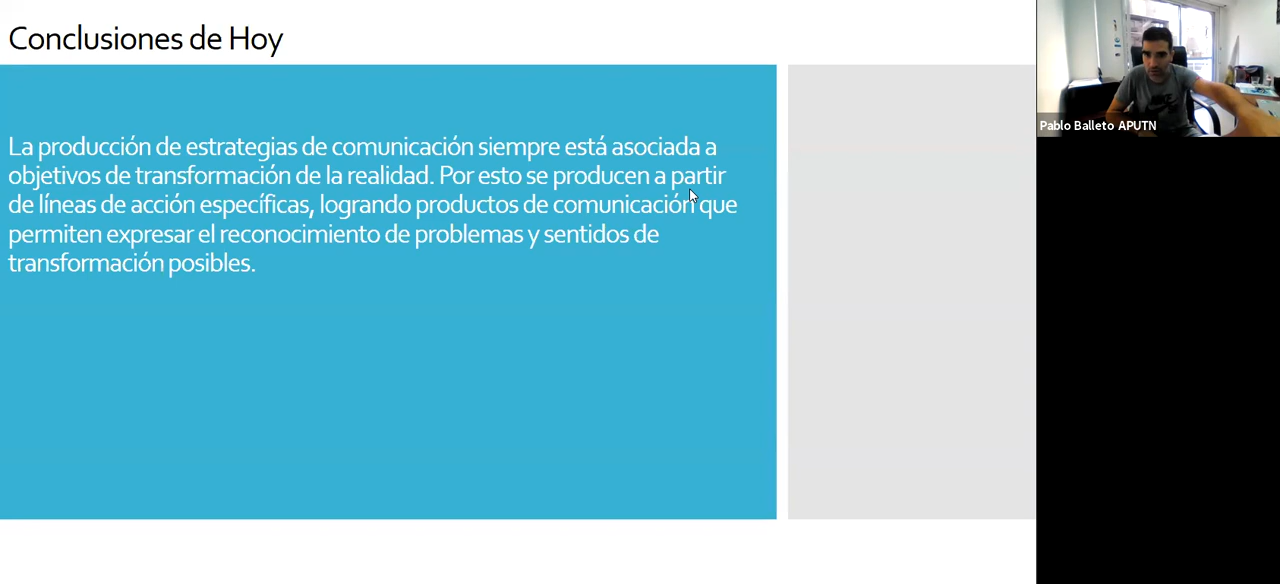 Conclusiones de Hoy
La producción de estrategias de comunicación siempre está asociada a
objetivos de transformación de la realidad. Por esto se producen a partir
de líneas de acción específicas, logrando productos de comunicación que
permiten expresar el reconocimiento de problemas y sentidos de
transformación posibles.
Pablo Balleto APUTN